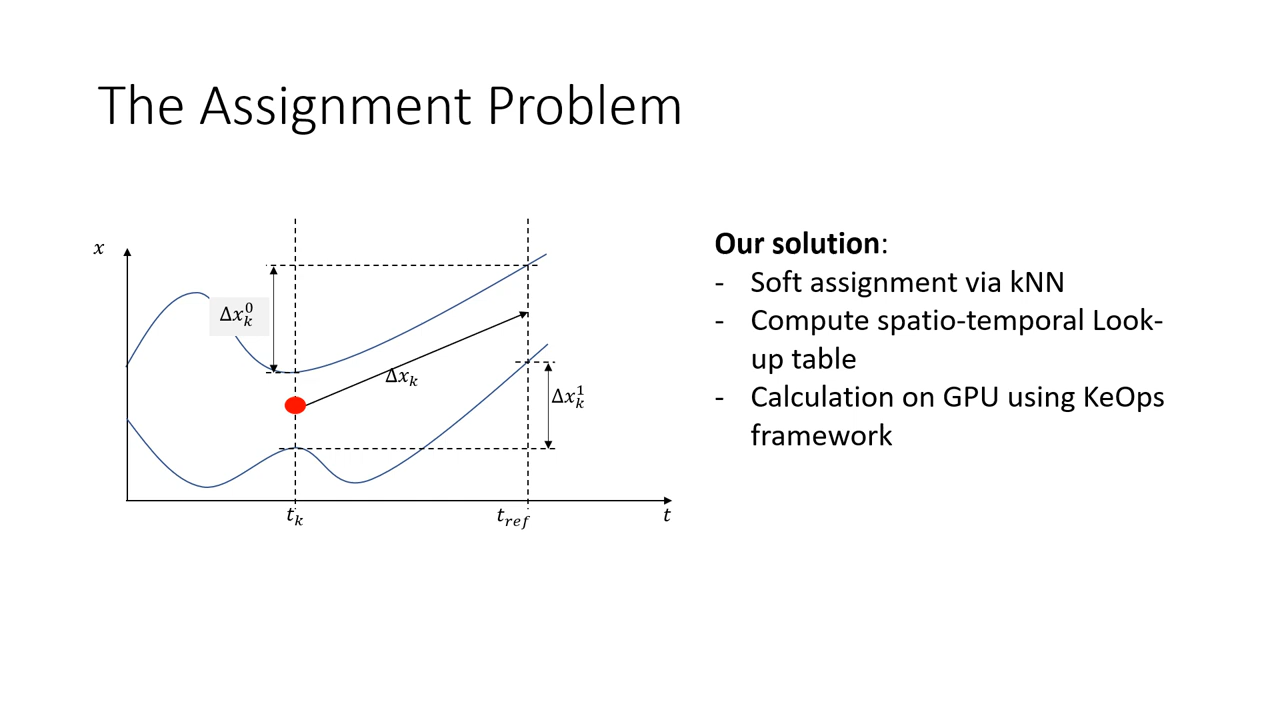 The Assignment Problem
x
Δx_k^0
Δx_k
Δx_k^1
t_k
t_ref
t
Our solution:
- Soft assignment via kNN
- Compute spatio-temporal Look-
up table
- Calculation on GPU using KeOps
framework